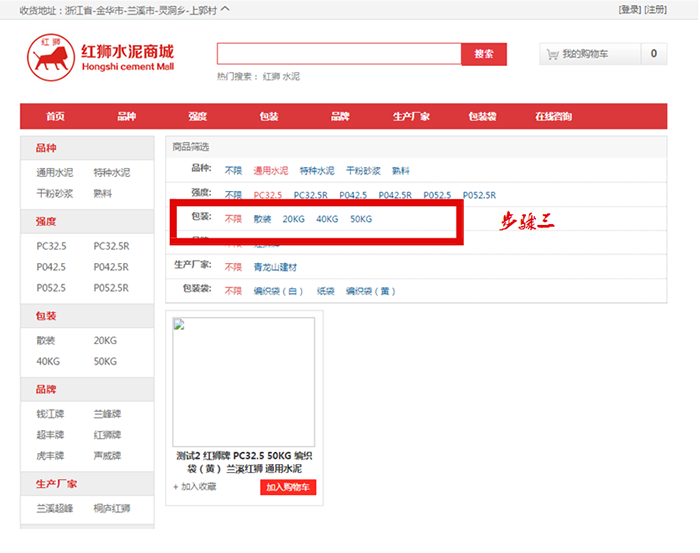 收货地址：浙江省-金华市-兰溪市-灵洞乡-上郭村
[登录] [注册]
红狮
红狮水泥商城
Hongshi cement Mall
搜索
热门搜索： 红狮 水泥
我的购物车 0
首页 品种 强度 包装 品牌 生产厂家 包装袋 在线咨询
品种
通用水泥 特种水泥
干粉砂浆 熟料
强度
PC32.5 PC32.5R
P042.5 P042.5R
P052.5 P052.5R
包装
散装 20KG
40KG 50KG
品牌
钱江牌 兰峰牌
超丰牌 红狮牌
虎丰牌 声威牌
生产厂家
兰溪超峰 桐庐红狮
商品筛选
品种: 不限 通用水泥 特种水泥 干粉砂浆 熟料
强度: 不限 PC32.5 PC32.5R P042.5 P042.5R P052.5 P052.5R
包装: 不限 散装 20KG 40KG 50KG
步骤三
生产厂家: 不限 青龙山建材
包装袋: 不限 编织袋（白） 纸袋 编织袋（黄）
测试2 红狮牌 PC32.5 50KG 编织
袋（黄） 兰溪红狮 通用水泥
+ 加入收藏 加入购物车